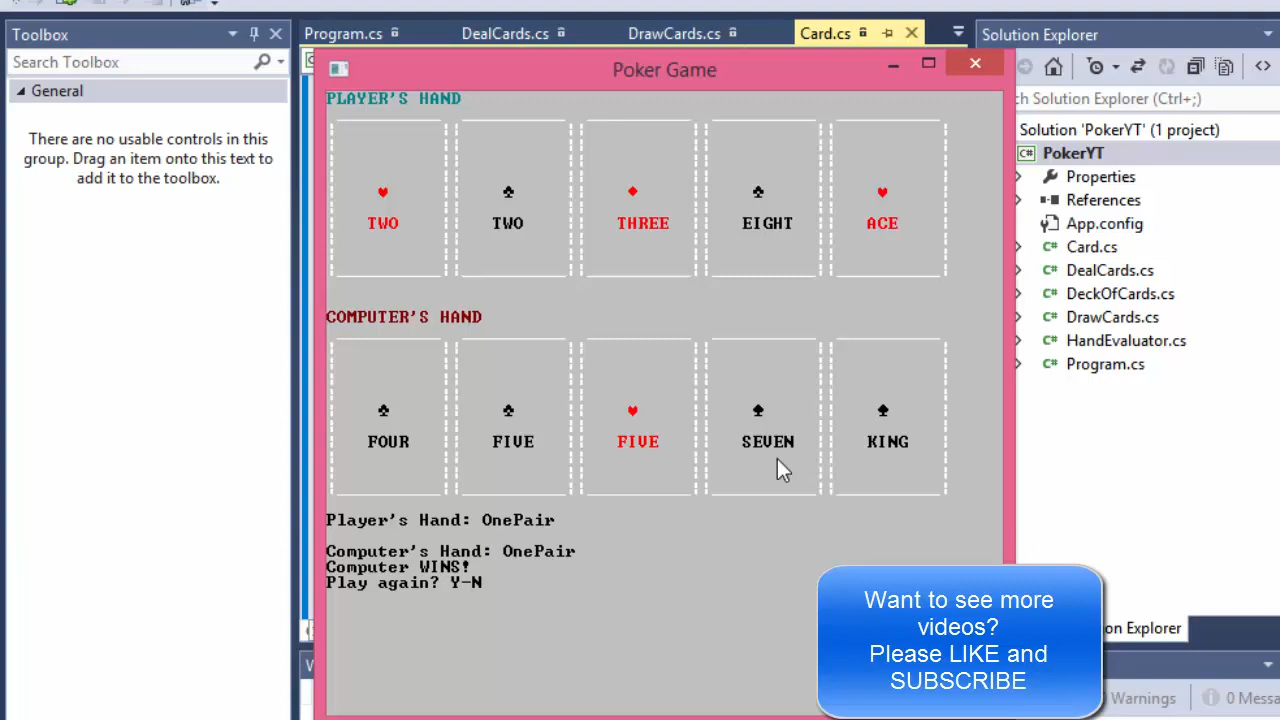 Toolbox
Program.cs
DealCards.cs
DrawCards.cs
Card.cs
Solution Explorer
Search Toolbox
General
There are no usable controls in this
group. Drag an item onto this text to
add it to the toolbox.
Poker Game
PLAYER'S HAND
TWO
TWO
THREE
EIGHT
ACE
COMPUTER'S HAND
FOUR
FIVE
FIVE
SEVEN
KING
Player's Hand: OnePair
Computer's Hand: OnePair
Computer WINS!
Play again? Y-N
Solution Explorer (Ctrl+;)
Solution 'PokerYT' (1 project)
C# PokerYT
Properties
References
App.config
C# Card.cs
C# DealCards.cs
C# DeckOfCards.cs
C# DrawCards.cs
C# HandEvaluator.cs
C# Program.cs
Want to see more
videos?
Please LIKE and
SUBSCRIBE
Explorer
Warnings
0